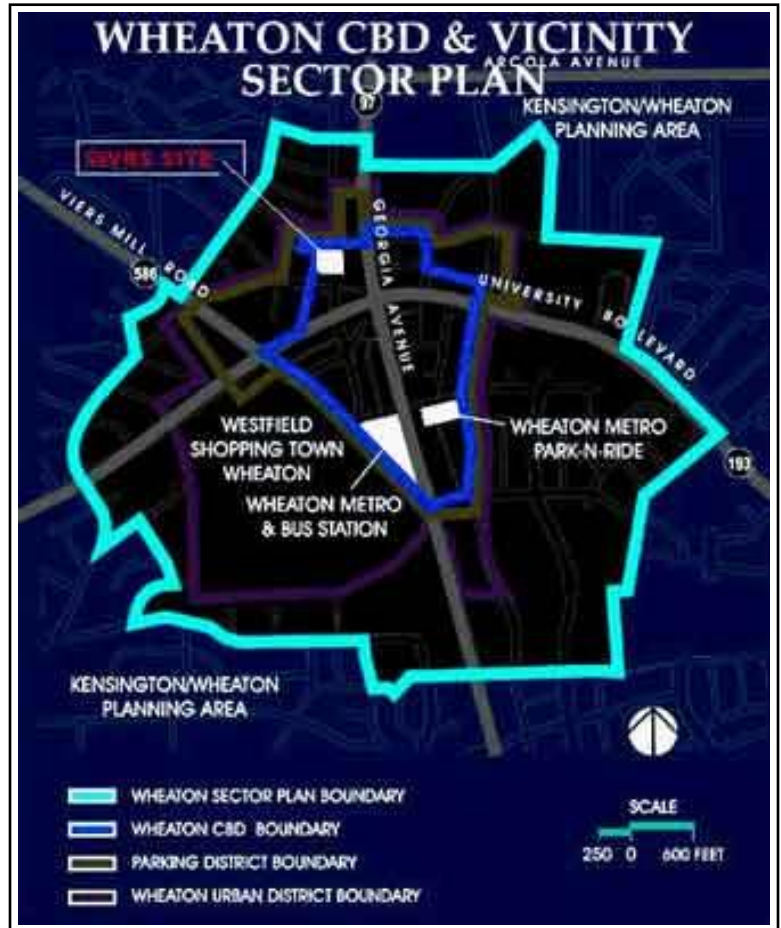 WHEATON CBD & VICINITY
SECTOR PLAN
ARCOLA AVENUE
97
KENSINGTON/WHEATON
PLANNING AREA
SITE
VIERS MILL ROAD
586
GEORGIA AVENUE
UNIVERSITY BOULEVARD
193
WESTFIELD
SHOPPING TOWN
WHEATON
WHEATON METRO
PARK-N-RIDE
WHEATON METRO
& BUS STATION
KENSINGTON/WHEATON
PLANNING AREA
WHEATON SECTOR PLAN BOUNDARY
WHEATON CBD BOUNDARY
PARKING DISTRICT BOUNDARY
WHEATON URBAN DISTRICT BOUNDARY
SCALE
250 0 600 FEET